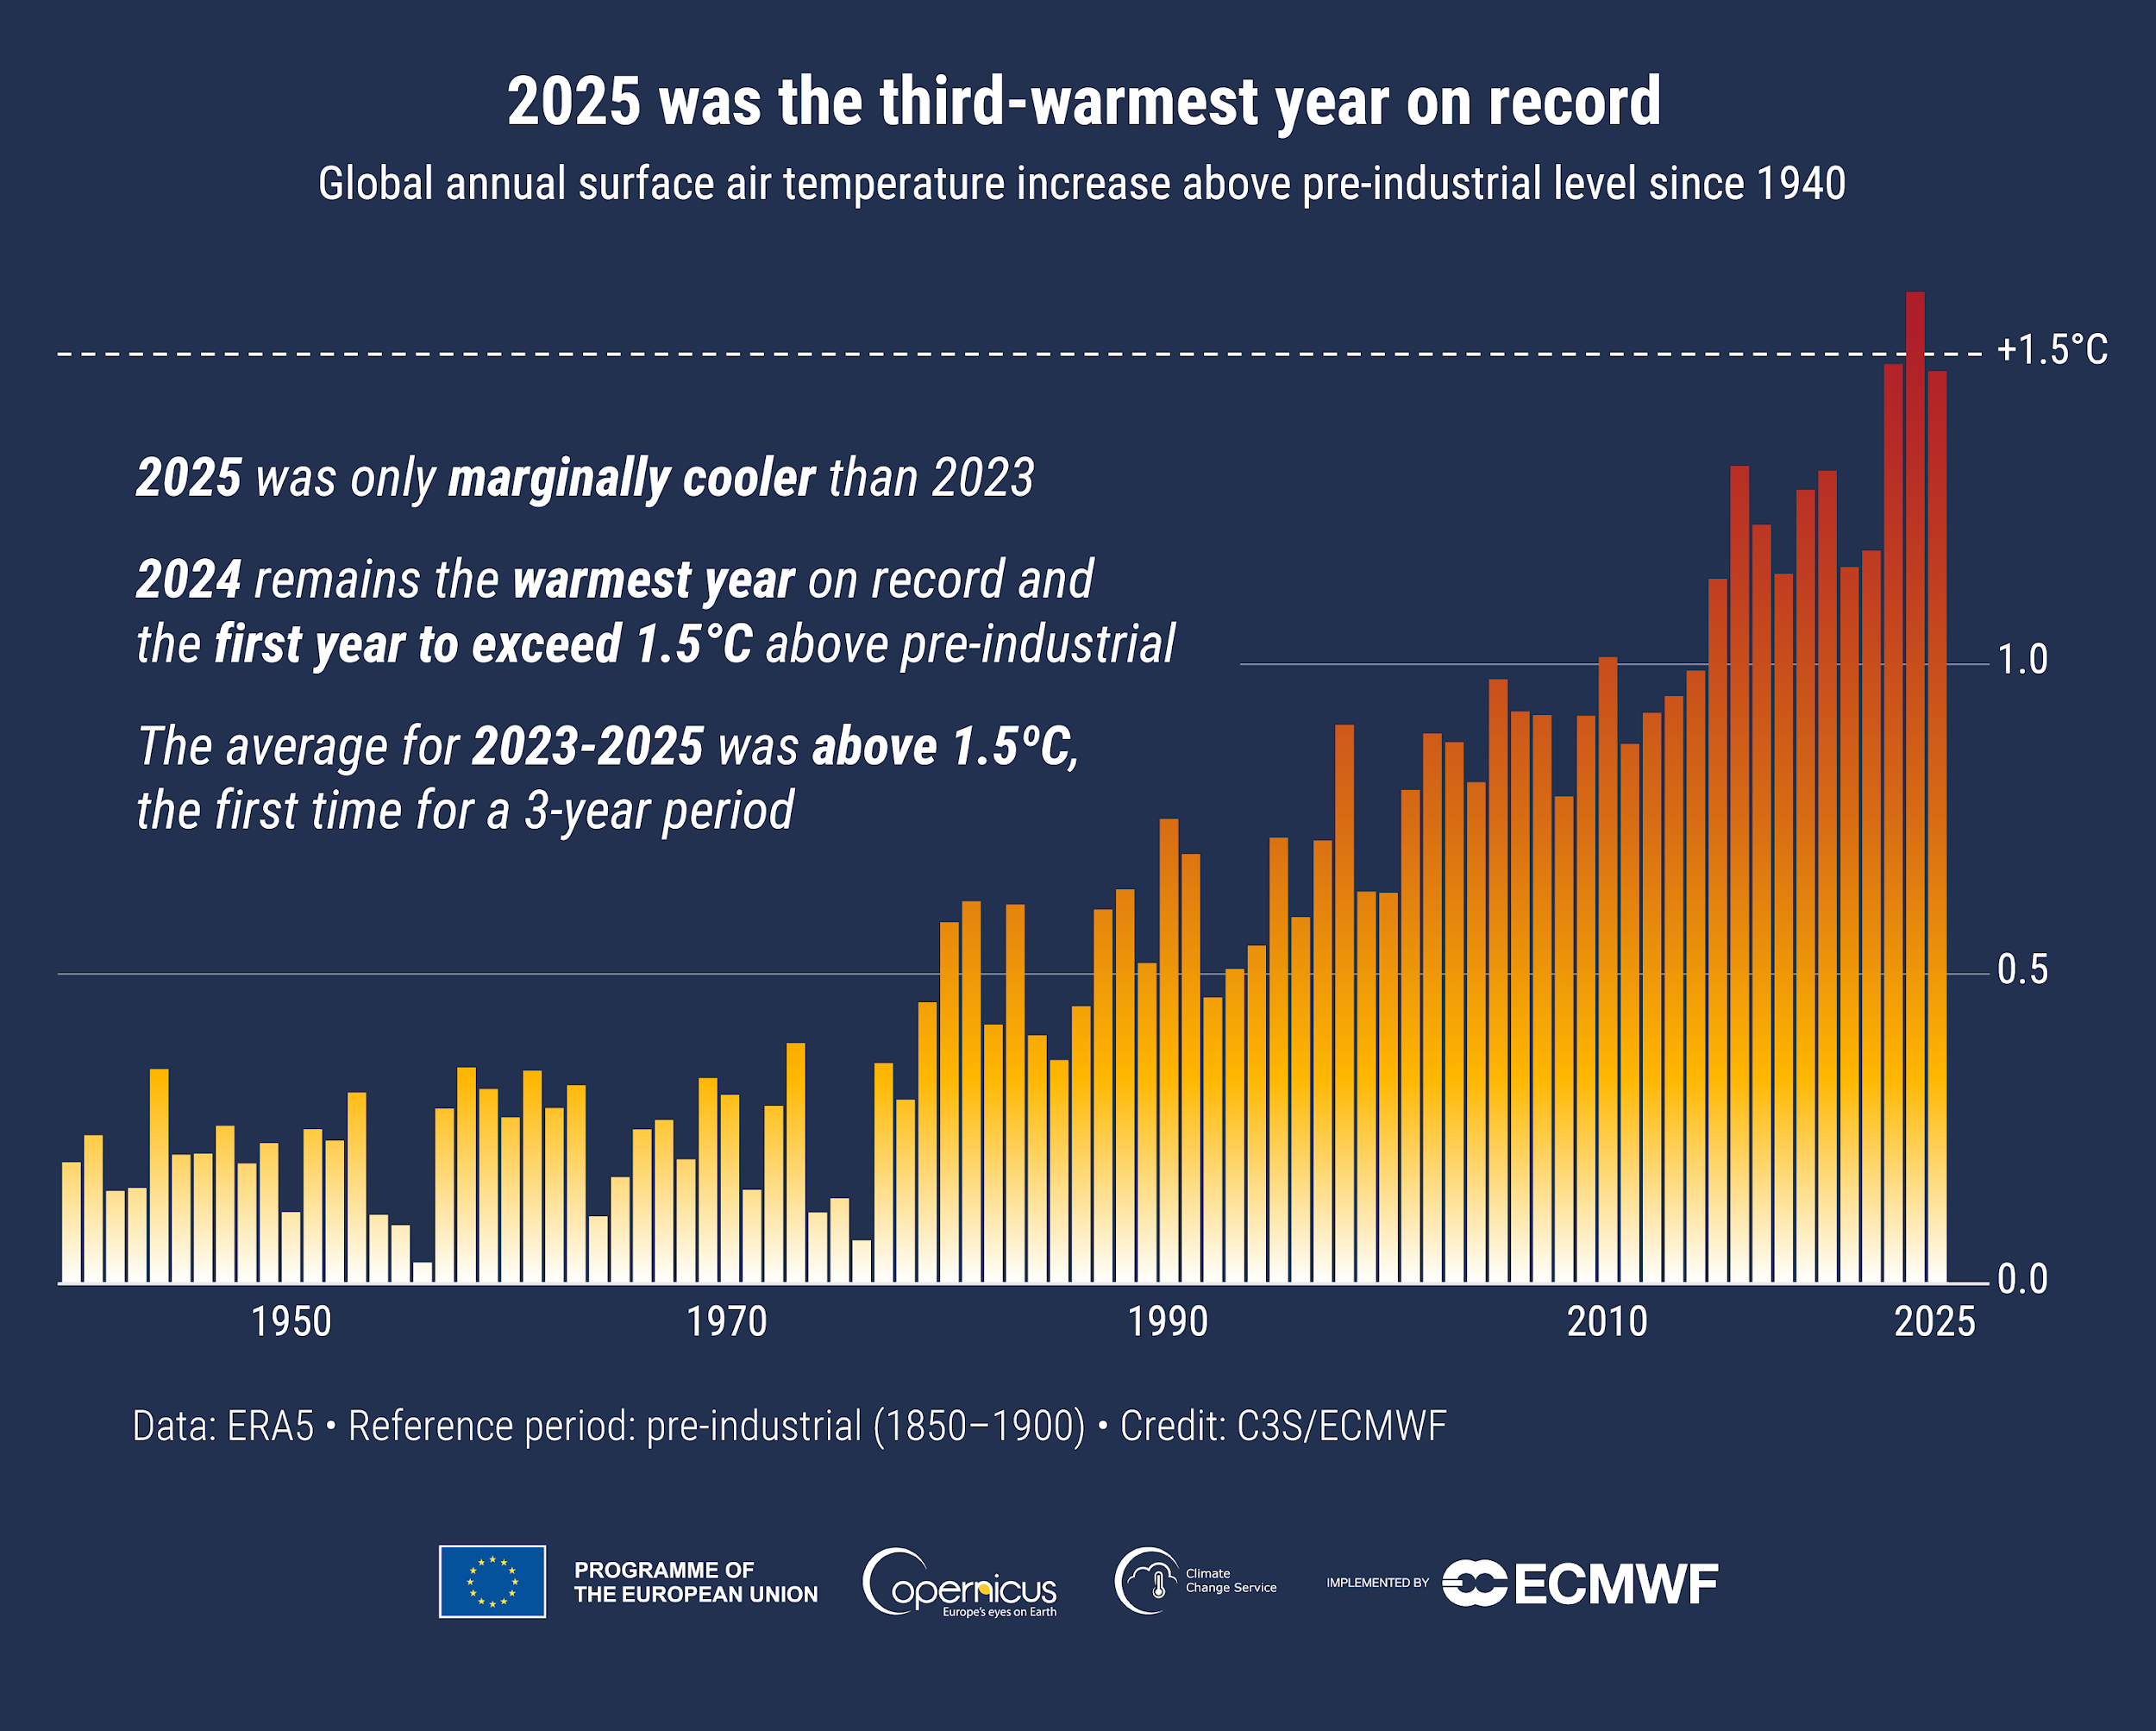 2025 was the third-warmest year on record
Global annual surface air temperature increase above pre-industrial level since 1940
+1.5°C
2025 was only marginally cooler than 2023
2024 remains the warmest year on record and
the first year to exceed 1.5°C above pre-industrial
1.0
The average for 2023-2025 was above 1.5ºC,
the first time for a 3-year period
0.5
0.0
1950 1970 1990 2010 2025
Data: ERA5 • Reference period: pre-industrial (1850–1900) • Credit: C3S/ECMWF
PROGRAMME OF
THE EUROPEAN UNION
Copernicus
Europe's eyes on Earth
Climate
Change Service
IMPLEMENTED BY ECMWF